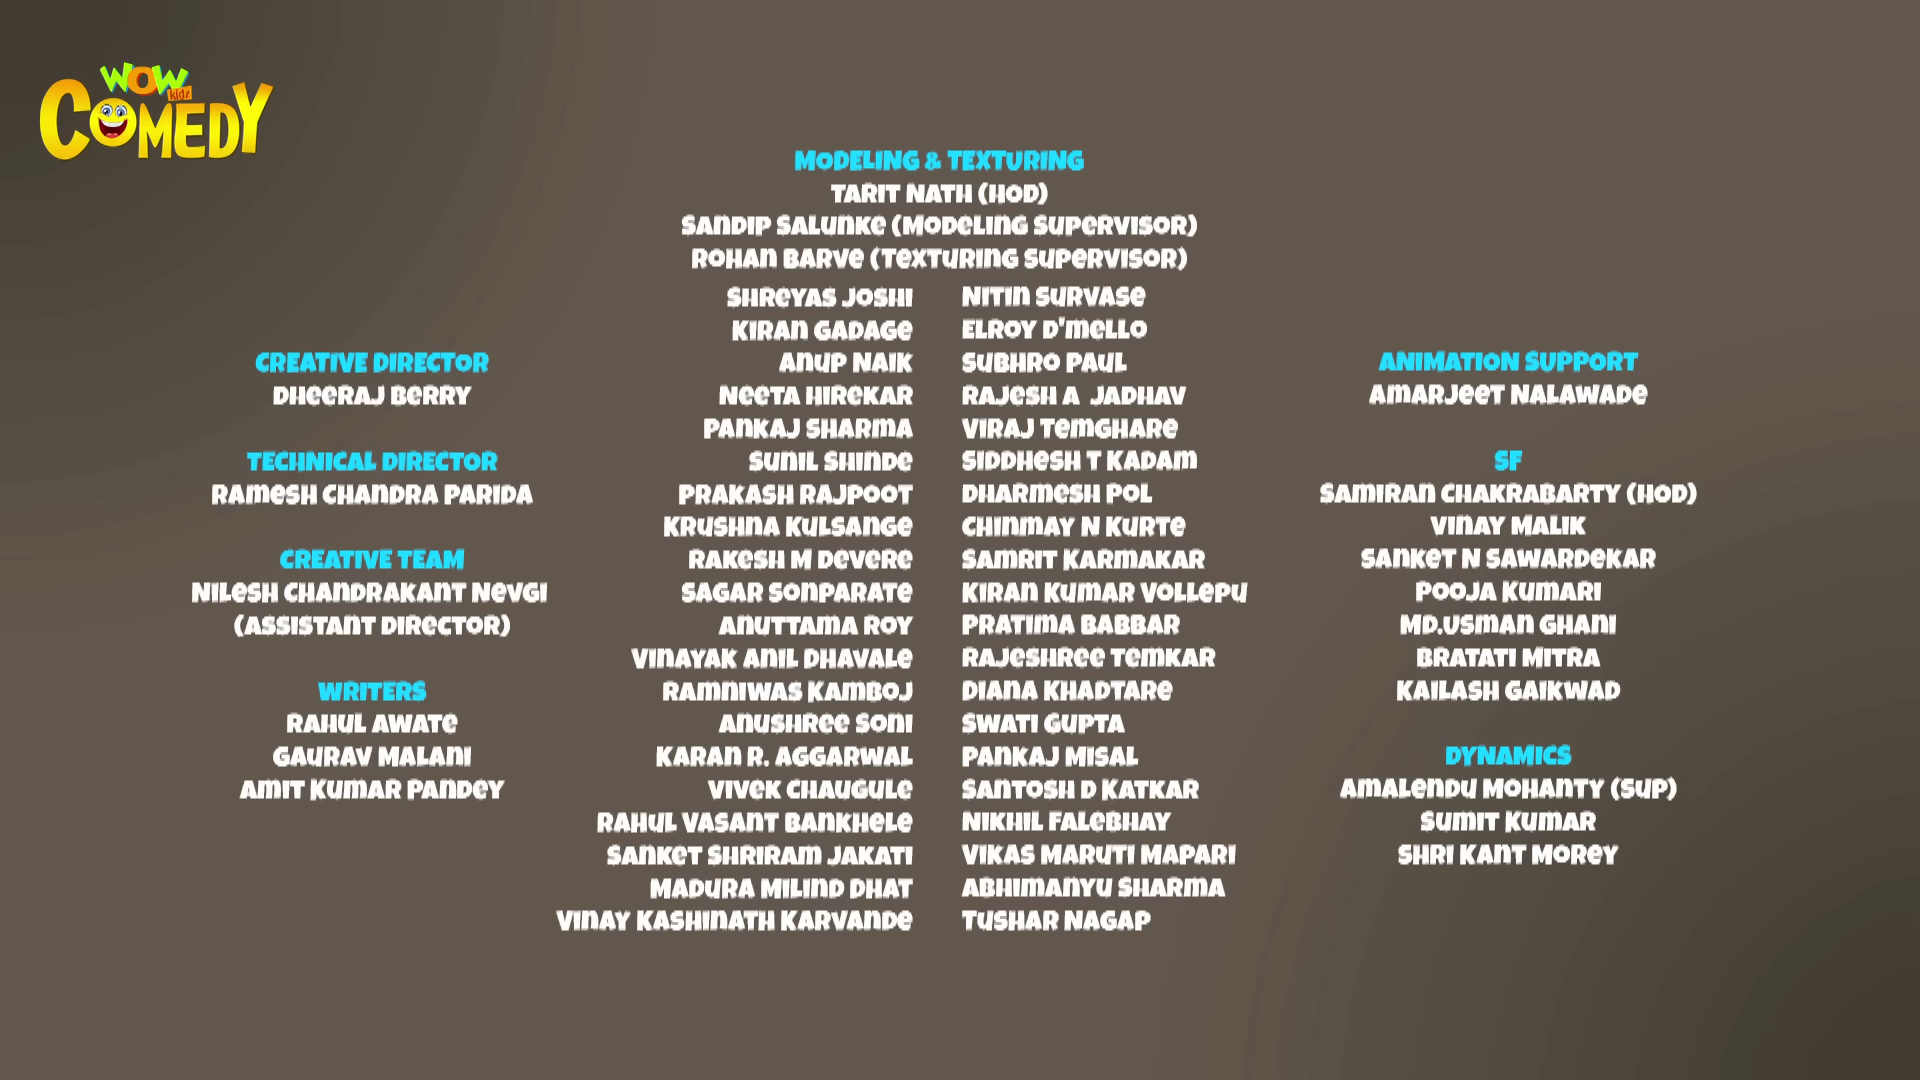 WOW
kidz
COMEDY
CREATIVE DIRECTOR
DHEERAJ BERRY
TECHNICAL DIRECTOR
RAMESH CHANDRA PARIDA
CREATIVE TEAM
NILESH CHANDRAKANT NEVGI
(ASSISTANT DIRECTOR)
WRITERS
RAHUL AWATE
GAURAV MALANI
AMIT KUMAR PANDEY
MODELING & TEXTURING
TARIT NATH (HOD)
SANDIP SALUNKE (MODELING SUPERVISOR)
ROHAN BARVE (TEXTURING SUPERVISOR)
SHREYAS JOSHI
KIRAN GADAGE
ANUP NAIK
NEETA HIREKAR
PANKAJ SHARMA
SUNIL SHINDE
PRAKASH RAJPOOT
KRUSHNA KULSANGE
RAKESH M DEVERE
SAGAR SONPARATE
ANUTTAMA ROY
VINAYAK ANIL DHAVALE
RAMNIWAS KAMBOJ
ANUSHREE SONI
KARAN R. AGGARWAL
VIVEK CHAUGULE
RAHUL VASANT BANKHELE
SANKET SHRIRAM JAKATI
MADURA MILIND DHAT
VINAY KASHINATH KARVANDE
NITIN SURVASE
ELROY D'MELLO
SUBHRO PAUL
RAJESH A JADHAV
VIRAJ TEMGHARE
SIDDHESH T KADAM
DHARMESH POL
CHINMAY N KURTE
SAMRIT KARMAKAR
KIRAN KUMAR VOLLEPU
PRATIMA BABBAR
RAJESHREE TEMKAR
DIANA KHADTARE
SWATI GUPTA
PANKAJ MISAL
SANTOSH D KATKAR
NIKHIL FALEBHAY
VIKAS MARUTI MAPARI
ABHIMANYU SHARMA
TUSHAR NAGAP
ANIMATION SUPPORT
AMARJEET NALAWADE
SF
SAMIRAN CHAKRABARTY (HOD)
VINAY MALIK
SANKET N SAWARDEKAR
POOJA KUMARI
MD.USMAN GHANI
BRATATI MITRA
KAILASH GAIKWAD
DYNAMICS
AMALENDU MOHANTY (SUP)
SUMIT KUMAR
SHRI KANT MOREY